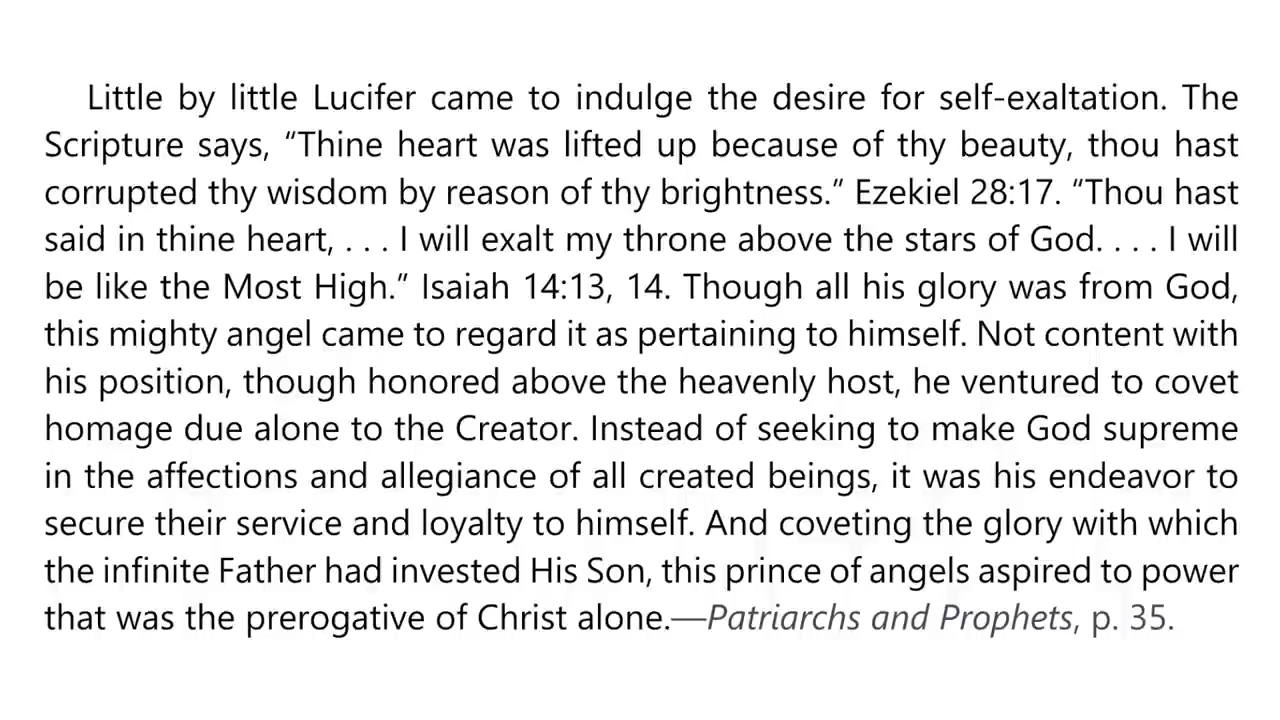 Little by little Lucifer came to indulge the desire for self-exaltation. The
Scripture says, “Thine heart was lifted up because of thy beauty, thou hast
corrupted thy wisdom by reason of thy brightness.” Ezekiel 28:17. “Thou hast
said in thine heart, . . . I will exalt my throne above the stars of God. . . . I will
be like the Most High.” Isaiah 14:13, 14. Though all his glory was from God,
this mighty angel came to regard it as pertaining to himself. Not content with
his position, though honored above the heavenly host, he ventured to covet
homage due alone to the Creator. Instead of seeking to make God supreme
in the affections and allegiance of all created beings, it was his endeavor to
secure their service and loyalty to himself. And coveting the glory with which
the infinite Father had invested His Son, this prince of angels aspired to power
that was the prerogative of Christ alone.—Patriarchs and Prophets, p. 35.